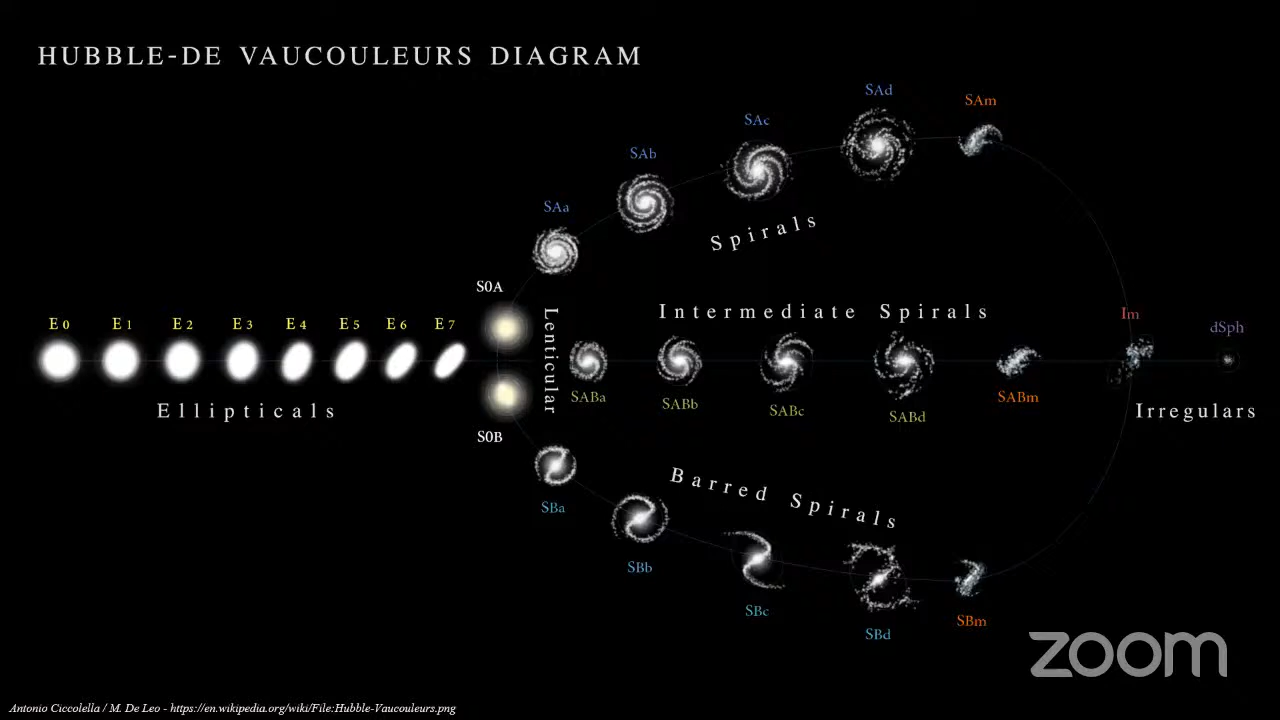 HUBBLE-DE VAUCOULEURS DIAGRAM
SAd
SAm
SAc
SAb
SAa
Spirals
S0A
E0 E1 E2 E3 E4 E5 E6 E7
Lenticular
Intermediate Spirals
Im
dSph
Ellipticals
SABa
SABb
SABc
SABd
SABm
Irregulars
S0B
Barred Spirals
SBa
SBb
SBc
SBd
SBm
zoom
Antonio Ciccolella / M. De Leo - https://en.wikipedia.org/wiki/File:Hubble-Vaucouleurs.png